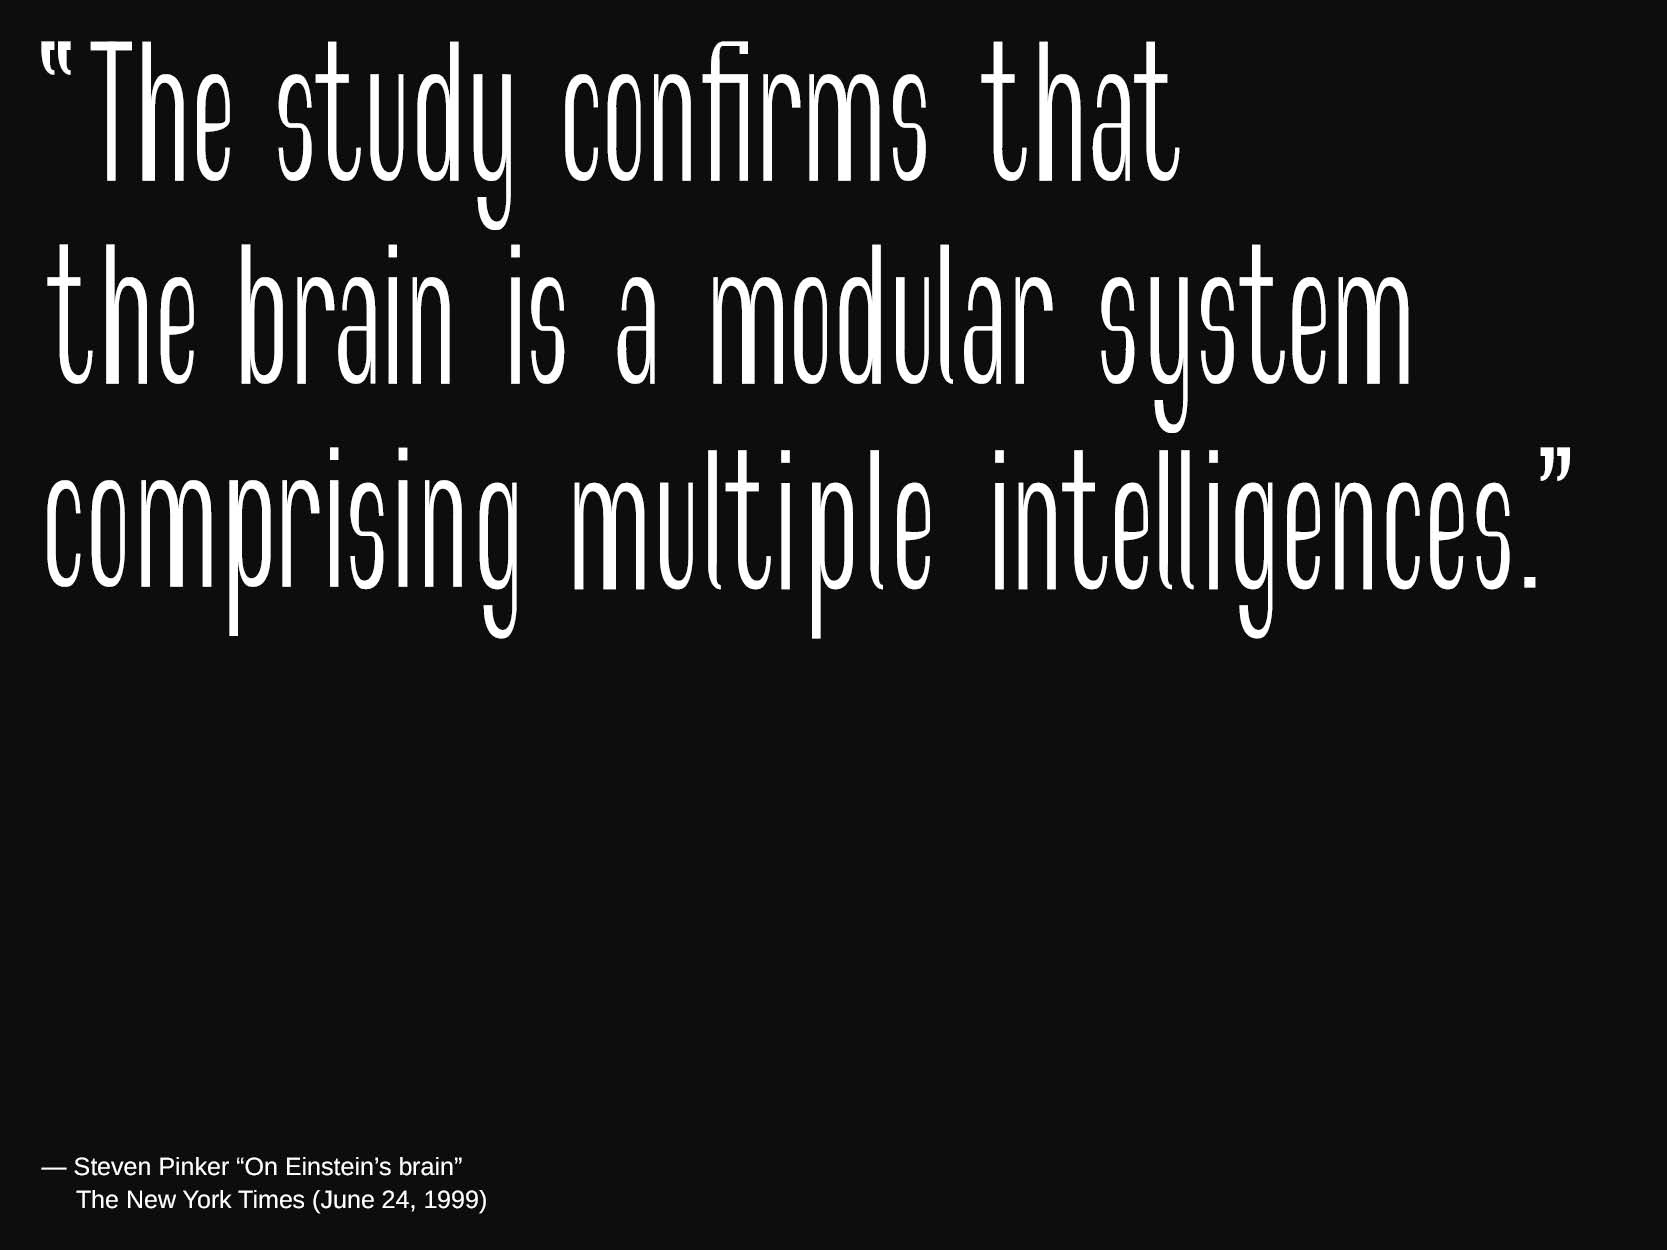 “The study confirms that
the brain is a modular system
comprising multiple intelligences.”
— Steven Pinker “On Einstein’s brain”
The New York Times (June 24, 1999)